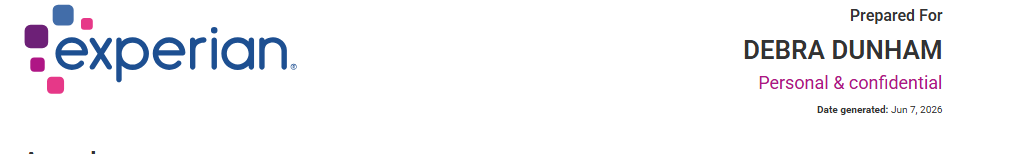 experian®
Prepared For
DEBRA DUNHAM
Personal & confidential
Date generated: Jun 7, 2026